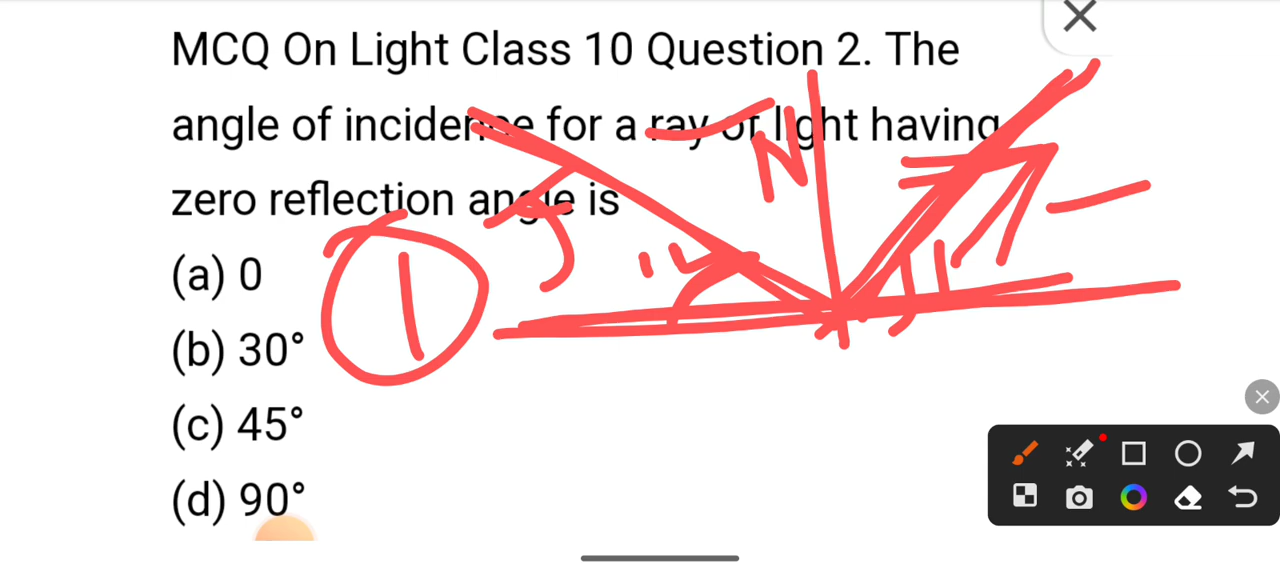 MCQ On Light Class 10 Question 2. The
angle of incidence for a ray of light having
zero reflection angle is
(a) 0
(b) 30°
(c) 45°
(d) 90°
N
1